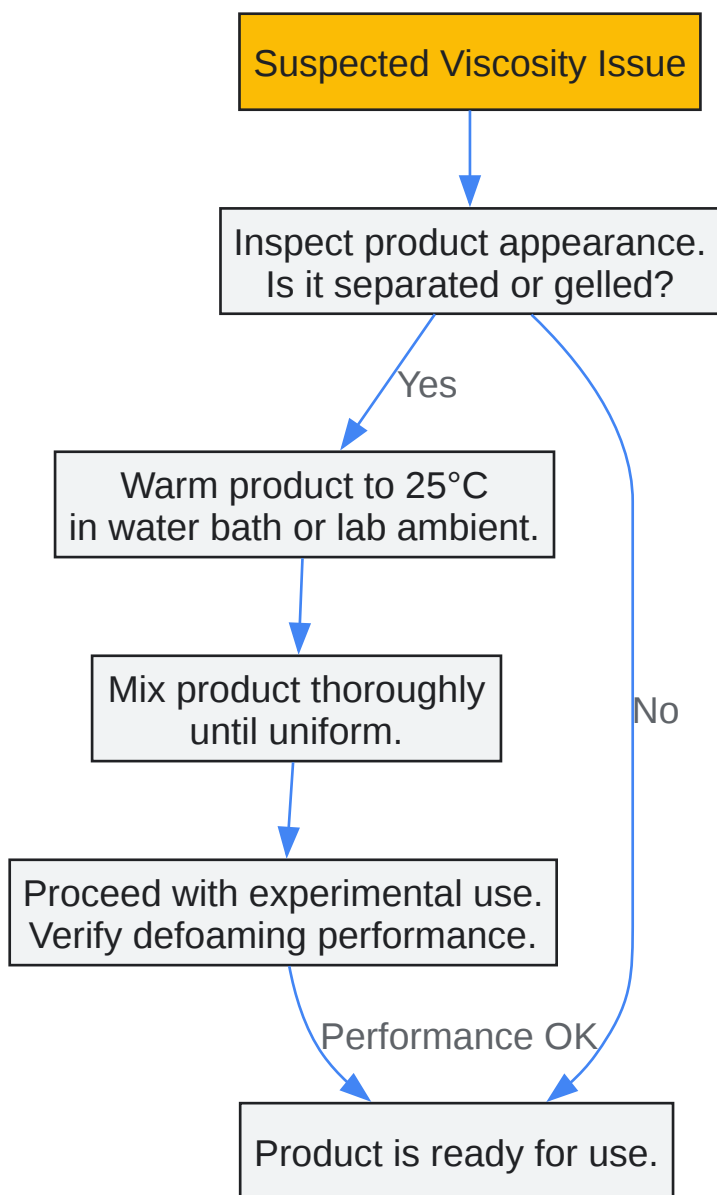 Suspected Viscosity Issue
Inspect product appearance.
Is it separated or gelled?
Yes
Warm product to 25°C
in water bath or lab ambient.
Mix product thoroughly
until uniform.
No
Proceed with experimental use.
Verify defoaming performance.
Performance OK
Product is ready for use.